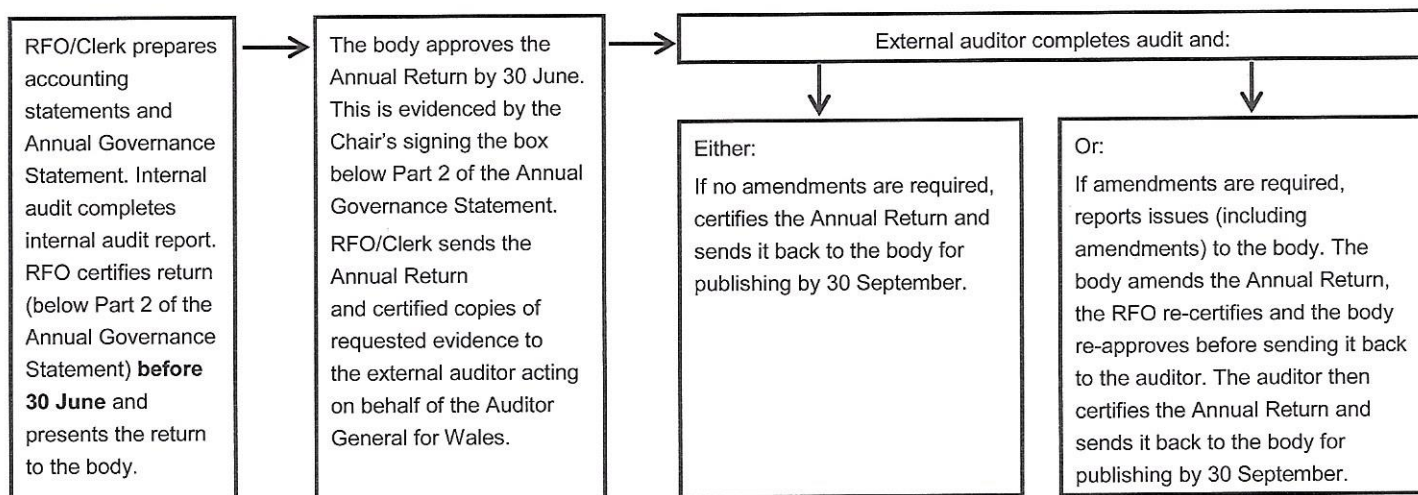 RFO/Clerk prepares
accounting
statements and
Annual Governance
Statement. Internal
audit completes
internal audit report.
RFO certifies return
(below Part 2 of the
Annual Governance
Statement) before
30 June and
presents the return
to the body.
The body approves the
Annual Return by 30 June.
This is evidenced by the
Chair's signing the box
below Part 2 of the Annual
Governance Statement.
RFO/Clerk sends the
Annual Return
and certified copies of
requested evidence to
the external auditor acting
on behalf of the Auditor
General for Wales.
External auditor completes audit and:
Either:
If no amendments are required,
certifies the Annual Return and
sends it back to the body for
publishing by 30 September.
Or:
If amendments are required,
reports issues (including
amendments) to the body. The
body amends the Annual Return,
the RFO re-certifies and the body
re-approves before sending it back
to the auditor. The auditor then
certifies the Annual Return and
sends it back to the body for
publishing by 30 September.